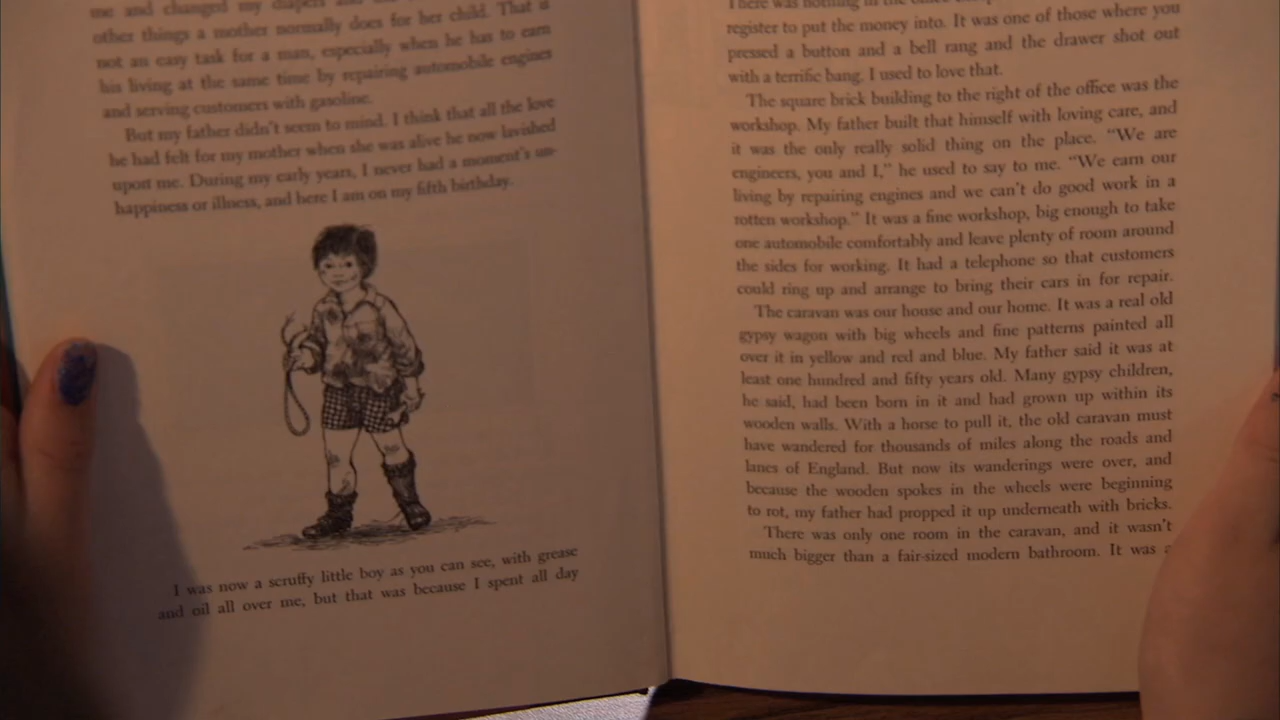 me and changed my diapers and
other things a mother normally does for her child. That is
not an easy task for a man, especially when he has to earn
his living at the same time by repairing automobile engines
and serving customers with gasoline.
But my father didn't seem to mind. I think that all the love
he had felt for my mother when she was alive he now lavished
upon me. During my early years, I never had a moment's un-
happiness or illness, and here I am on my fifth birthday.
I was now a scruffy little boy as you can see, with grease
and oil all over me, but that was because I spent all day
There was nothing in the office
register to put the money into. It was one of those where you
pressed a button and a bell rang and the drawer shot out
with a terrific bang. I used to love that.
The square brick building to the right of the office was the
workshop. My father built that himself with loving care, and
it was the only really solid thing on the place. "We are
engineers, you and I," he used to say to me. "We earn our
living by repairing engines and we can't do good work in a
rotten workshop." It was a fine workshop, big enough to take
one automobile comfortably and leave plenty of room around
the sides for working. It had a telephone so that customers
could ring up and arrange to bring their cars in for repair.
The caravan was our house and our home. It was a real old
gypsy wagon with big wheels and fine patterns painted all
over it in yellow and red and blue. My father said it was at
least one hundred and fifty years old. Many gypsy children,
he said, had been born in it and had grown up within its
wooden walls. With a horse to pull it, the old caravan must
have wandered for thousands of miles along the roads and
lanes of England. But now its wanderings were over, and
because the wooden spokes in the wheels were beginning
to rot, my father had propped it up underneath with bricks.
There was only one room in the caravan, and it wasn't
much bigger than a fair-sized modern bathroom. It was a